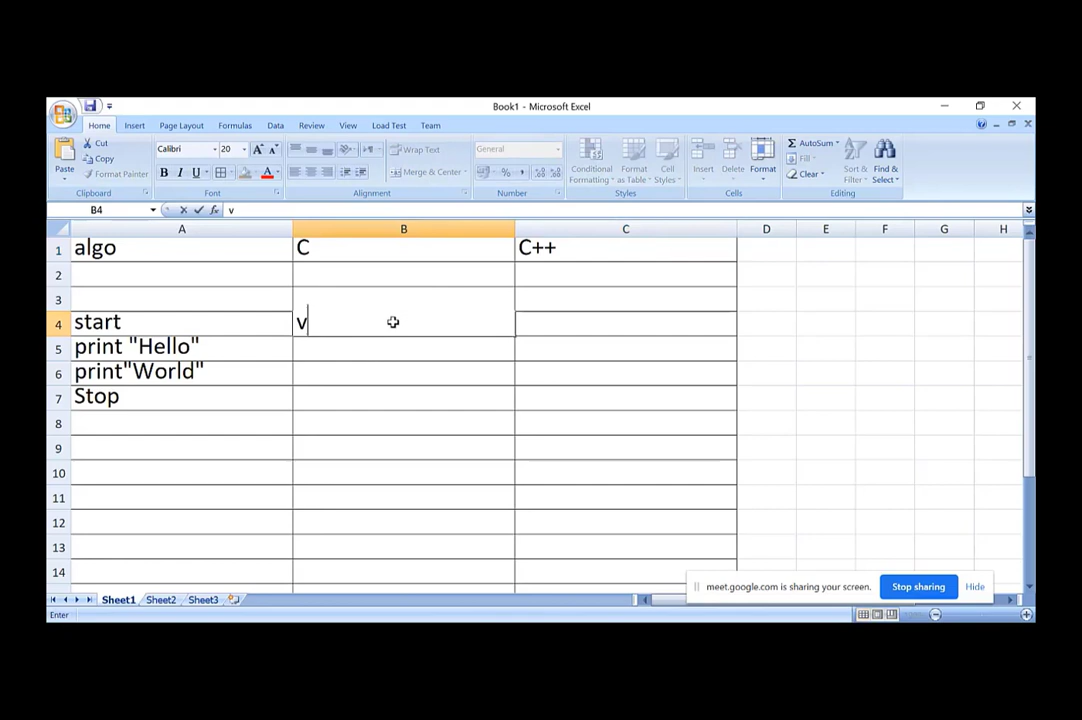 Book1 - Microsoft Excel
Home Insert Page Layout Formulas Data Review View Load Test Team
Cut
Copy
Format Painter
Paste
Calibri 20
B I U
Wrap Text
Merge & Center
General
% ,
Conditional Formatting
Format as Table
Cell Styles
Insert Delete Format
AutoSum
Fill
Clear
Sort & Filter
Find & Select
Clipboard Font Alignment Number Styles Cells Editing
B4 fx v
A B C D E F G H
1 algo C C++
2
3
4 start v
5 print "Hello"
6 print"World"
7 Stop
8
9
10
11
12
13
14
meet.google.com is sharing your screen. Stop sharing Hide
Sheet1 Sheet2 Sheet3
Enter